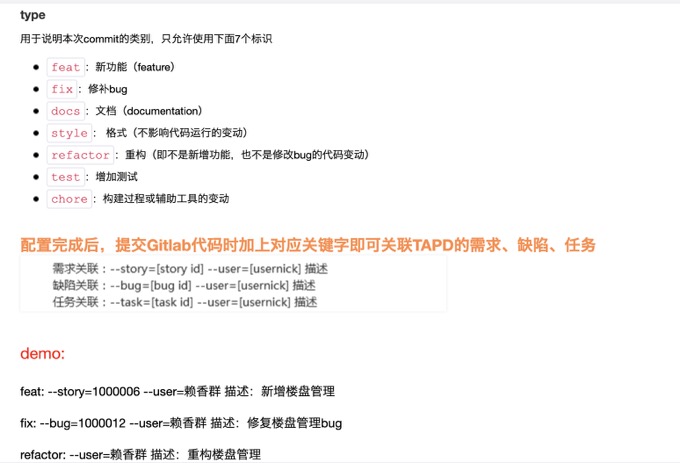 type
用于说明本次commit的类别，只允许使用下面7个标识
feat：新功能（feature）
fix：修补bug
docs：文档（documentation）
style： 格式（不影响代码运行的变动）
refactor：重构（即不是新增功能，也不是修改bug的代码变动）
test：增加测试
chore：构建过程或辅助工具的变动
配置完成后，提交Gitlab代码时加上对应关键字即可关联TAPD的需求、缺陷、任务
需求关联：--story=[story id] --user=[usernick] 描述
缺陷关联：--bug=[bug id] --user=[usernick] 描述
任务关联：--task=[task id] --user=[usernick] 描述
demo:
feat: --story=1000006 --user=赖香群 描述：新增楼盘管理
fix: --bug=1000012 --user=赖香群 描述：修复楼盘管理bug
refactor: --user=赖香群 描述：重构楼盘管理